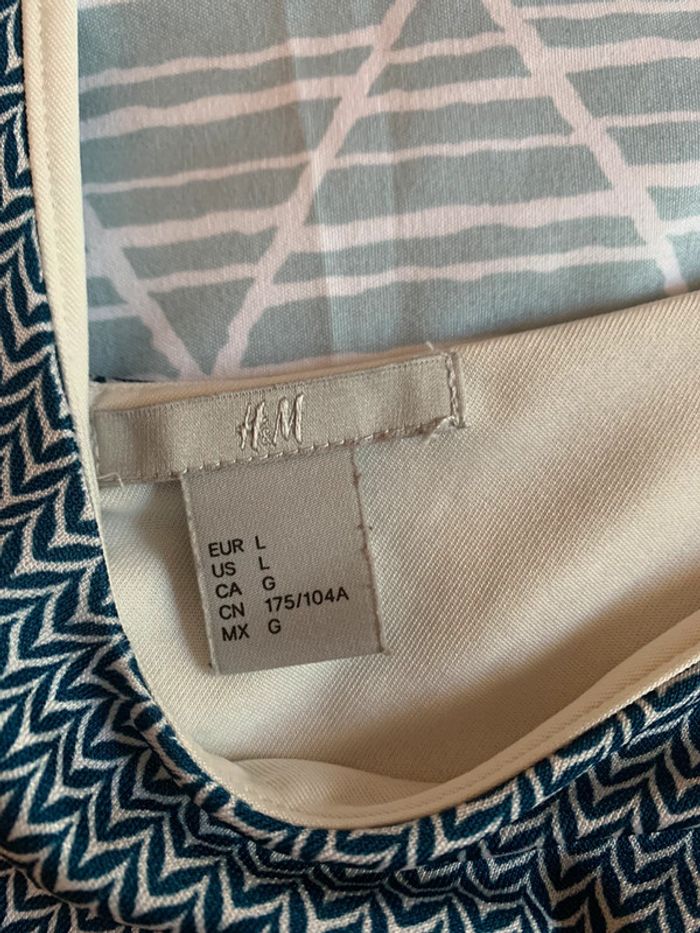 H&M
EUR L
US L
CA G
CN 175/104A
MX G